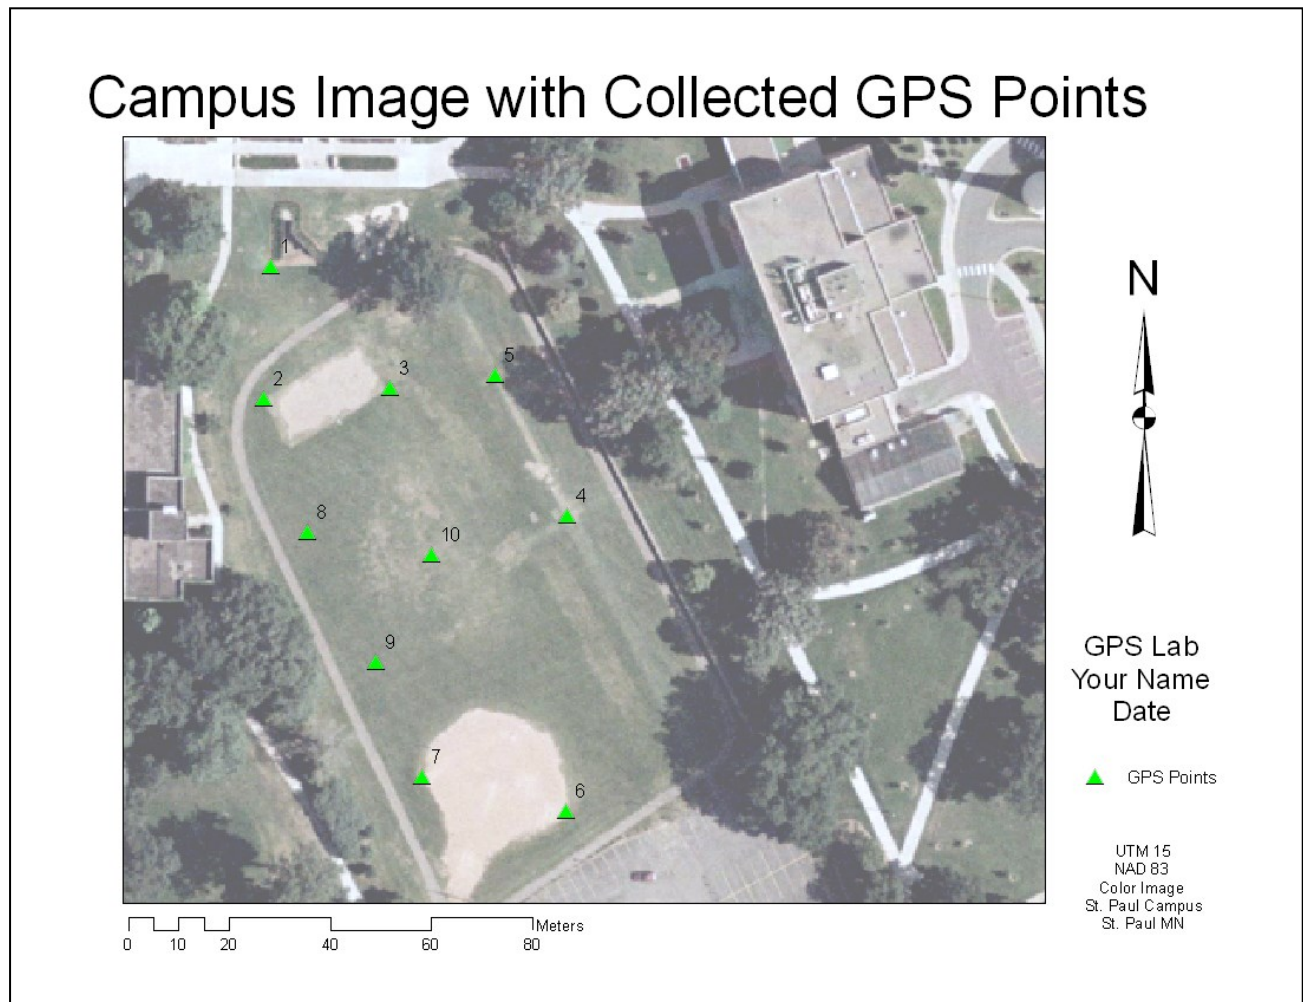 Campus Image with Collected GPS Points
1
2
3
5
4
8
10
9
7
6
N
GPS Lab
Your Name
Date
GPS Points
UTM 15
NAD 83
Color Image
St. Paul Campus
St. Paul MN
Meters
0 10 20 40 60 80